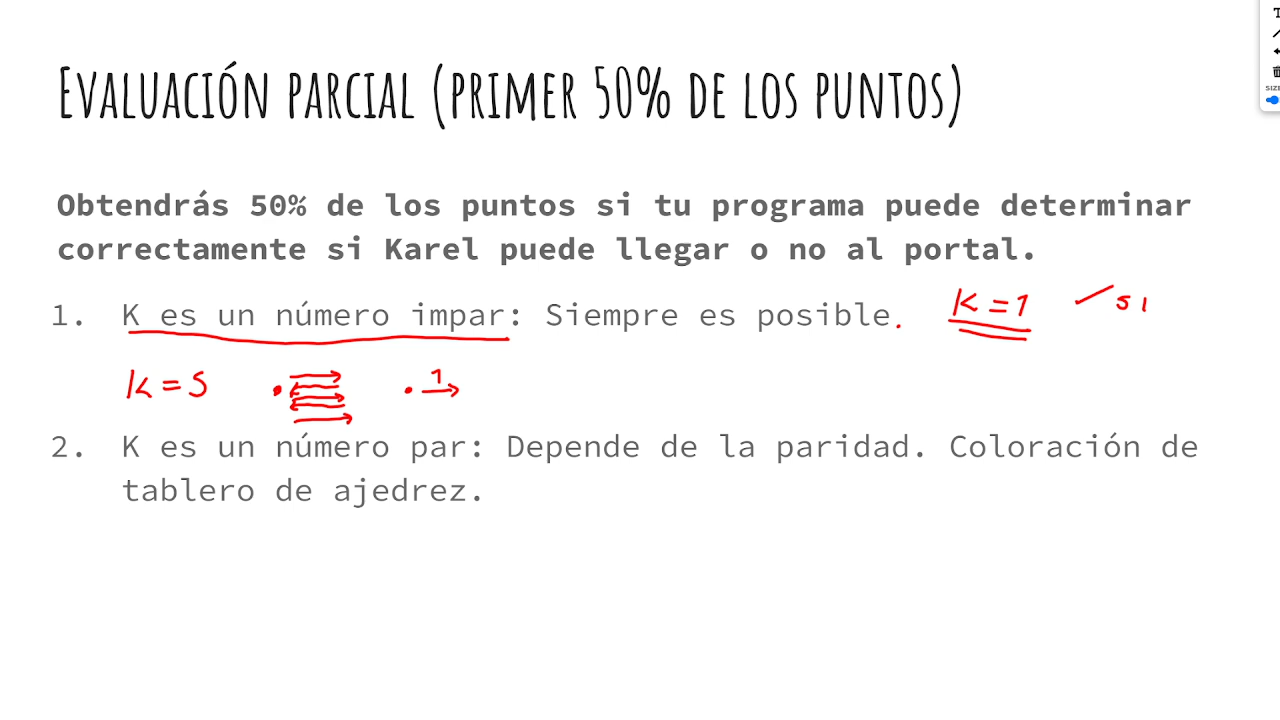 Evaluación parcial (primer 50% de los puntos)
Obtendrás 50% de los puntos si tu programa puede determinar
correctamente si Karel puede llegar o no al portal.
1. K es un número impar: Siempre es posible. K=1 si
K=5 1
2. K es un número par: Depende de la paridad. Coloración de
tablero de ajedrez.